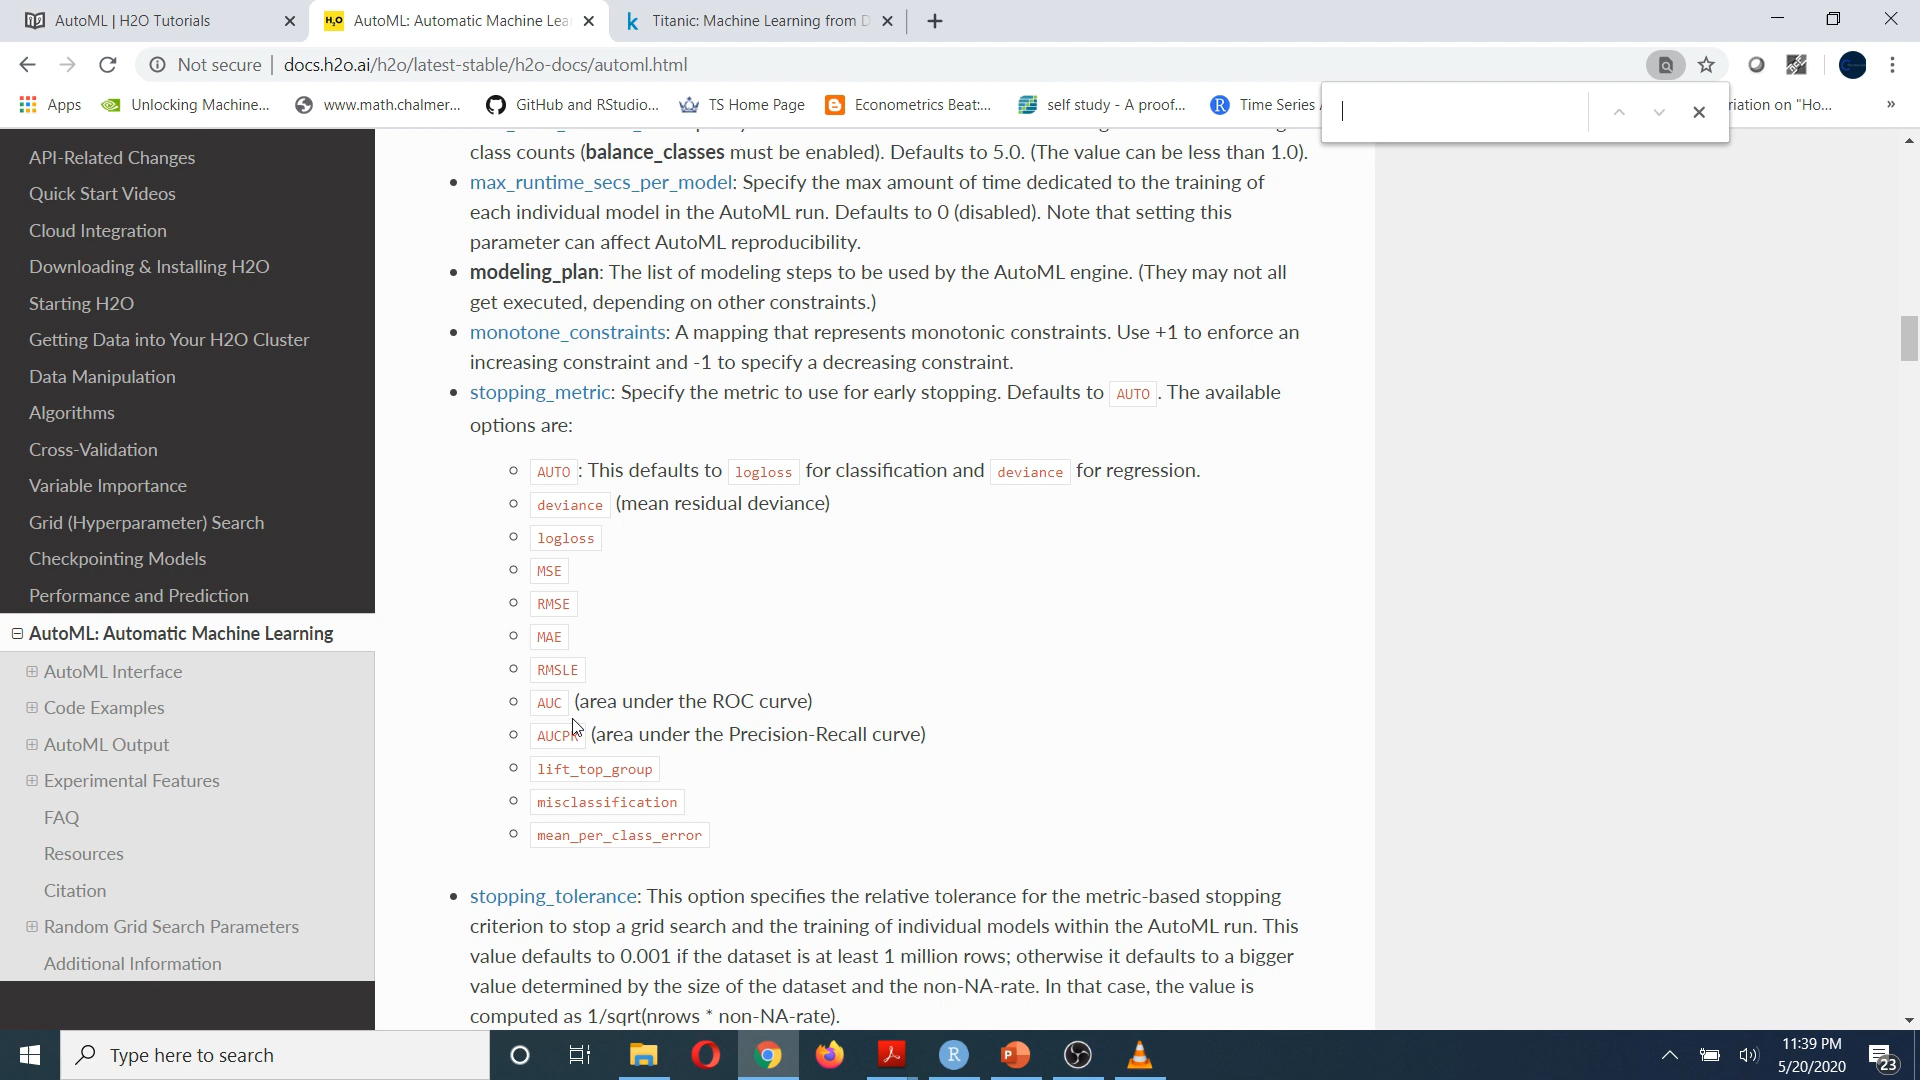 AutoML | H2O Tutorials
H2O AutoML: Automatic Machine Lea
k Titanic: Machine Learning from D
Not secure | docs.h2o.ai/h2o/latest-stable/h2o-docs/automl.html
Apps Unlocking Machine... www.math.chalmer... GitHub and RStudio... TS Home Page Econometrics Beat:... self study - A proof... R Time Series riation on "Ho... »
API-Related Changes
Quick Start Videos
Cloud Integration
Downloading & Installing H2O
Starting H2O
Getting Data into Your H2O Cluster
Data Manipulation
Algorithms
Cross-Validation
Variable Importance
Grid (Hyperparameter) Search
Checkpointing Models
Performance and Prediction
AutoML: Automatic Machine Learning
AutoML Interface
Code Examples
AutoML Output
Experimental Features
FAQ
Resources
Citation
Random Grid Search Parameters
Additional Information
class counts (balance_classes must be enabled). Defaults to 5.0. (The value can be less than 1.0).
• max_runtime_secs_per_model: Specify the max amount of time dedicated to the training of
each individual model in the AutoML run. Defaults to 0 (disabled). Note that setting this
parameter can affect AutoML reproducibility.
• modeling_plan: The list of modeling steps to be used by the AutoML engine. (They may not all
get executed, depending on other constraints.)
• monotone_constraints: A mapping that represents monotonic constraints. Use +1 to enforce an
increasing constraint and -1 to specify a decreasing constraint.
• stopping_metric: Specify the metric to use for early stopping. Defaults to AUTO . The available
options are:
AUTO : This defaults to logloss for classification and deviance for regression.
deviance (mean residual deviance)
logloss
MSE
RMSE
MAE
RMSLE
AUC (area under the ROC curve)
AUCPR (area under the Precision-Recall curve)
lift_top_group
misclassification
mean_per_class_error
• stopping_tolerance: This option specifies the relative tolerance for the metric-based stopping
criterion to stop a grid search and the training of individual models within the AutoML run. This
value defaults to 0.001 if the dataset is at least 1 million rows; otherwise it defaults to a bigger
value determined by the size of the dataset and the non-NA-rate. In that case, the value is
computed as 1/sqrt(nrows * non-NA-rate).
Type here to search
11:39 PM
5/20/2020
23